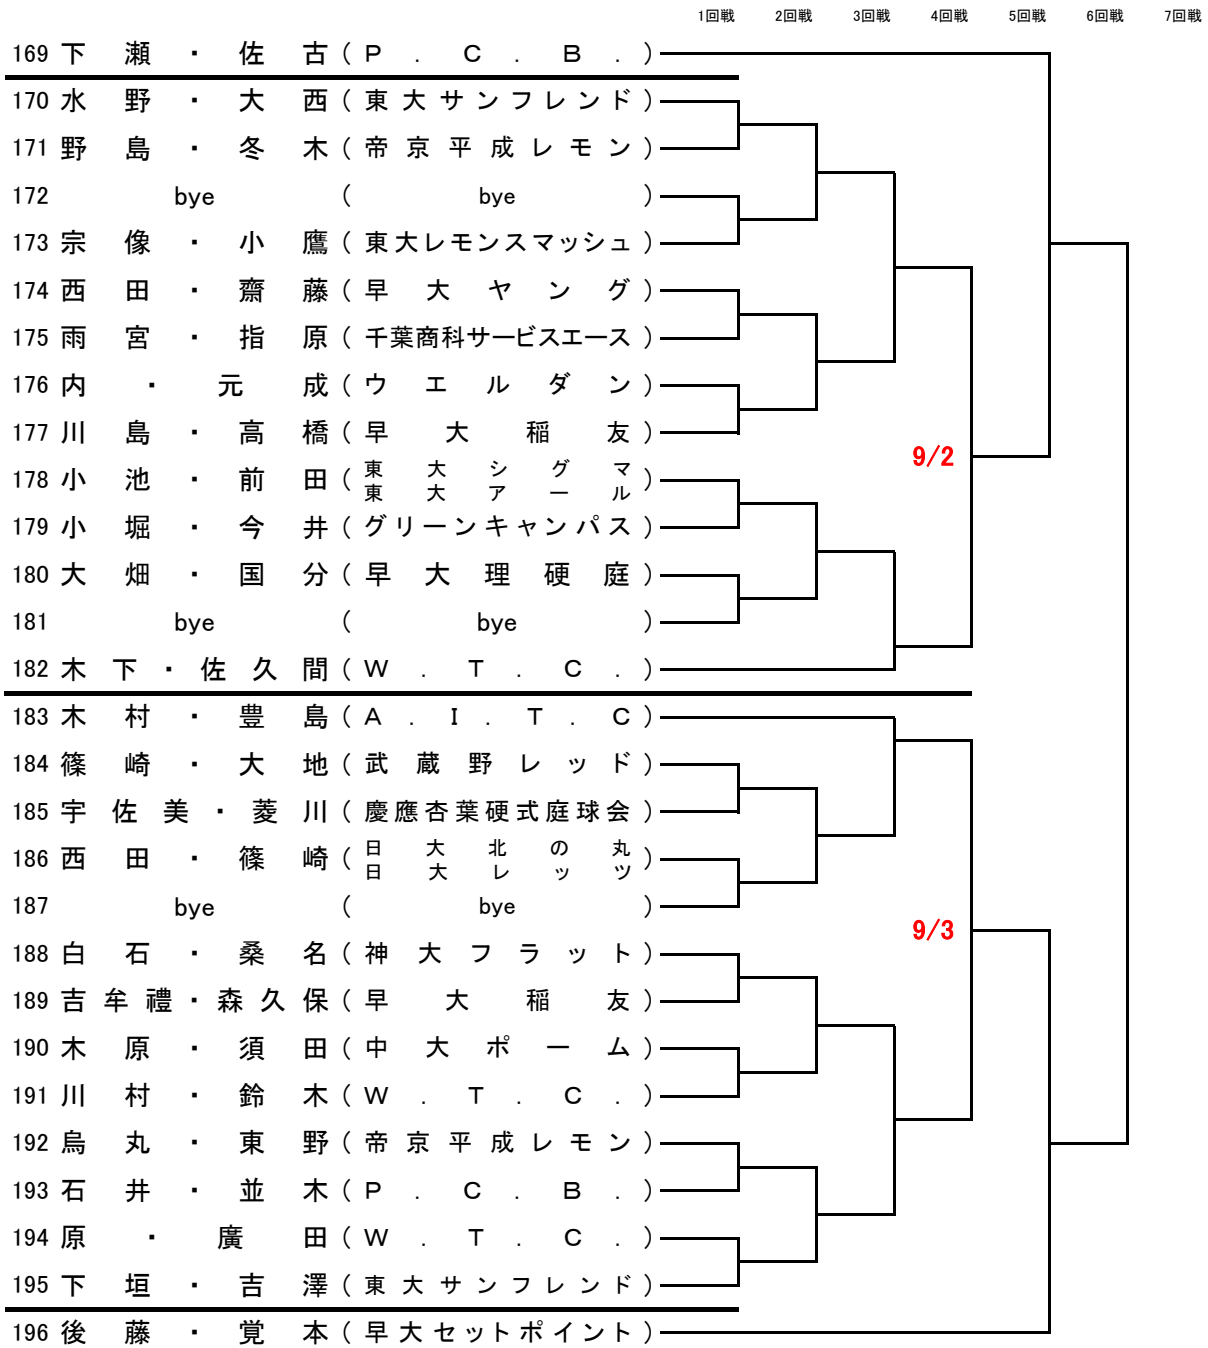 1回戦 2回戦 3回戦 4回戦 5回戦 6回戦 7回戦
169 下瀬・佐古 (P.C.B.)
170 水野・大西 (東大サンフレンド)
171 野島・冬木 (帝京平成レモン)
172 bye (bye)
173 宗像・小鷹 (東大レモンスマッシュ)
174 西田・齋藤 (早大ヤング)
175 雨宮・指原 (千葉商科サービスエース)
176 内・元成 (ウエルダン)
177 川島・高橋 (早大稲友)
9/2
178 小池・前田 (東大シグマ
東大アール)
179 小堀・今井 (グリーンキャンパス)
180 大畑・国分 (早大理硬庭)
181 bye (bye)
182 木下・佐久間 (W.T.C.)
183 木村・豊島 (A.I.T.C)
184 篠崎・大地 (武蔵野レッド)
185 宇佐美・菱川 (慶應杏葉硬式庭球会)
186 西田・篠崎 (日大北の丸
日大レッツ)
187 bye (bye)
9/3
188 白石・桑名 (神大フラット)
189 吉牟禮・森久保 (早大稲友)
190 木原・須田 (中大ポーム)
191 川村・鈴木 (W.T.C.)
192 烏丸・東野 (帝京平成レモン)
193 石井・並木 (P.C.B.)
194 原・廣田 (W.T.C.)
195 下垣・吉澤 (東大サンフレンド)
196 後藤・覚本 (早大セットポイント)